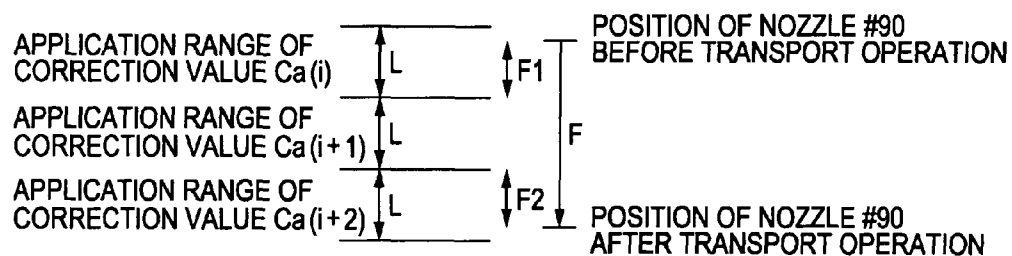 APPLICATION RANGE OF
CORRECTION VALUE Ca(i)
L
F1
POSITION OF NOZZLE #90
BEFORE TRANSPORT OPERATION
APPLICATION RANGE OF
CORRECTION VALUE Ca(i+1)
L
F
APPLICATION RANGE OF
CORRECTION VALUE Ca(i+2)
L
F2
POSITION OF NOZZLE #90
AFTER TRANSPORT OPERATION